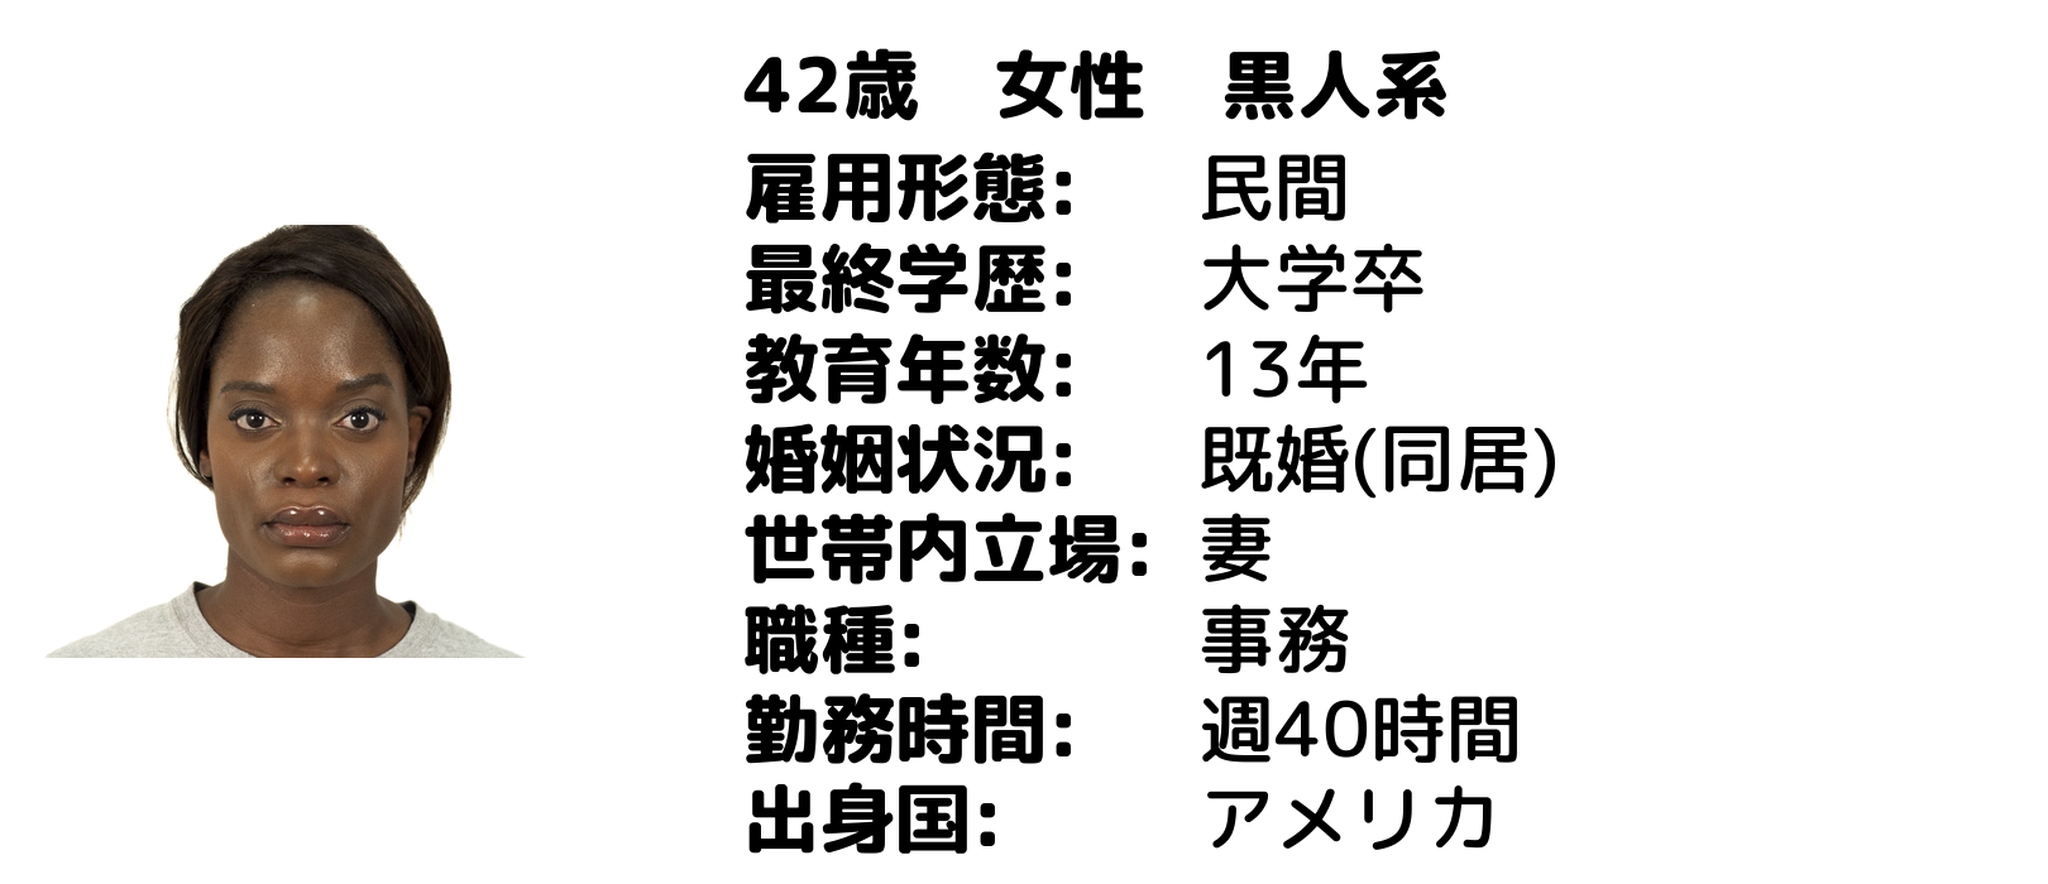 42歳　女性　黒人系
雇用形態:　民間
最終学歴:　大学卒
教育年数:　13年
婚姻状況:　既婚(同居)
世帯内立場:　妻
職種:　事務
勤務時間:　週40時間
出身国:　アメリカ